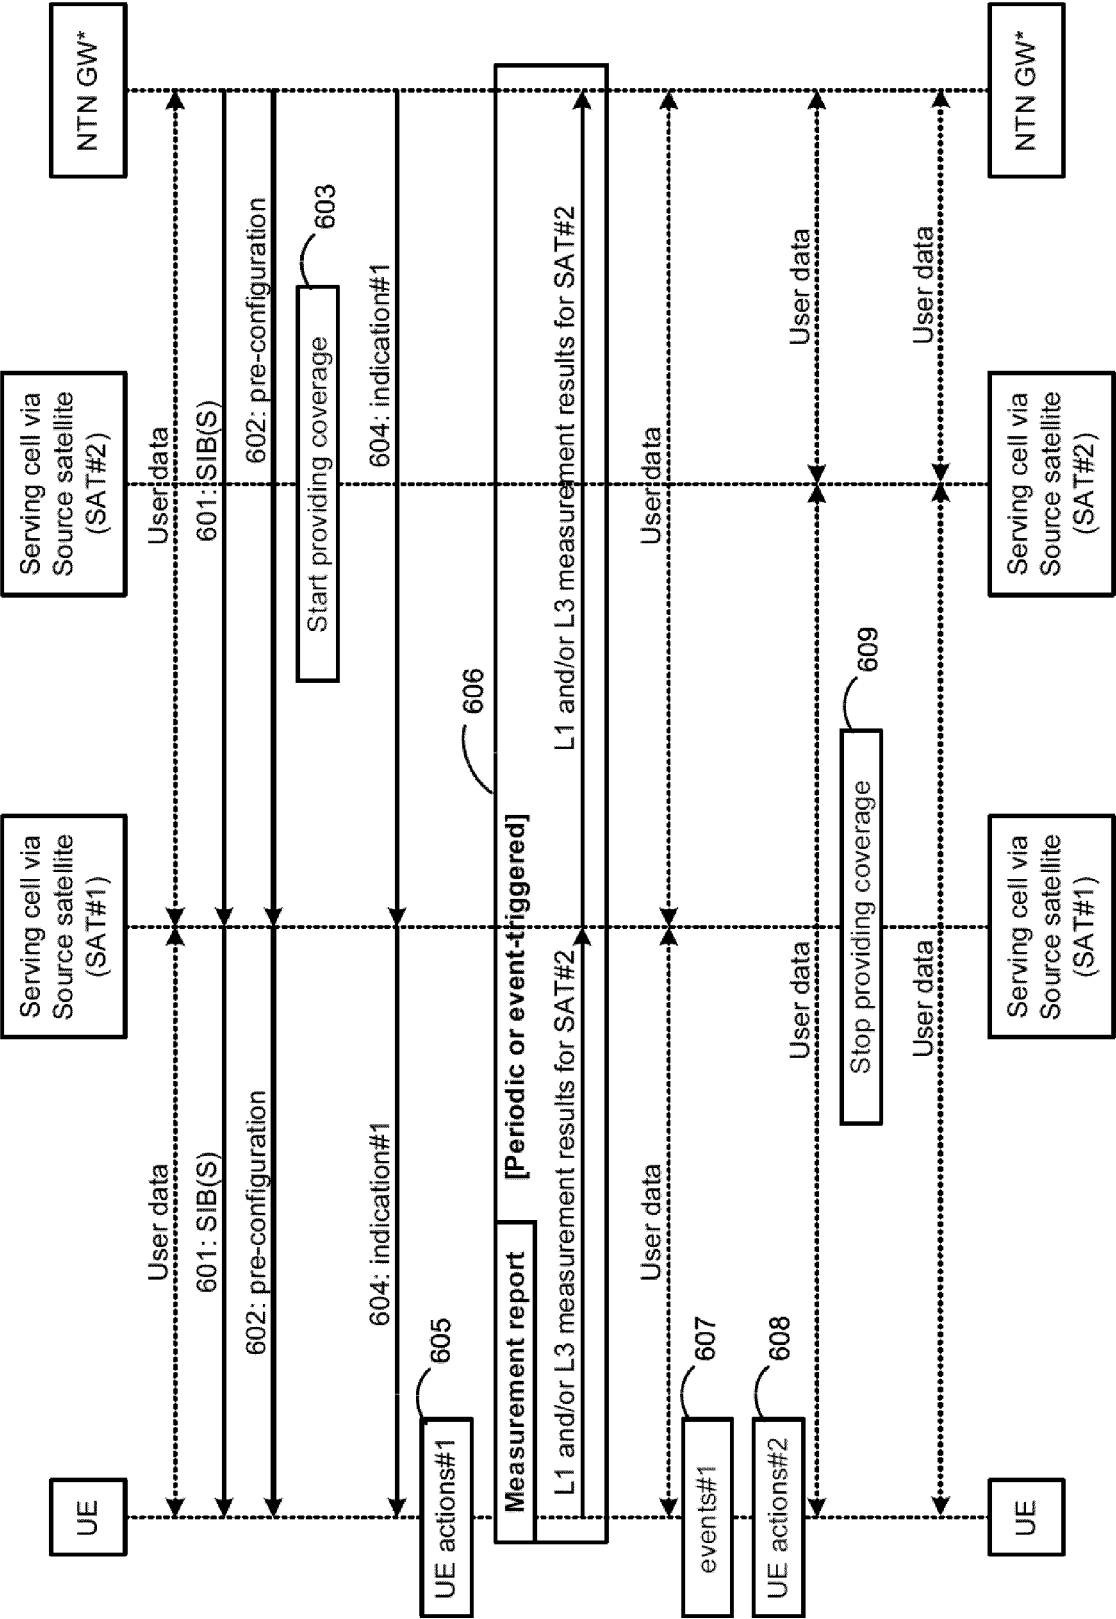 UE
Serving cell via
Source satellite
(SAT#1)
Serving cell via
Source satellite
(SAT#2)
NTN GW*
User data
User data
601: SIB(S)
601: SIB(S)
602: pre-configuration
602: pre-configuration
Start providing coverage
603
604: indication#1
604: indication#1
UE actions#1
605
606
Measurement report
[Periodic or event-triggered]
L1 and/or L3 measurement results for SAT#2
L1 and/or L3 measurement results for SAT#2
User data
User data
events#1
607
UE actions#2
608
User data
User data
Stop providing coverage
609
User data
User data
UE
Serving cell via
Source satellite
(SAT#1)
Serving cell via
Source satellite
(SAT#2)
NTN GW*